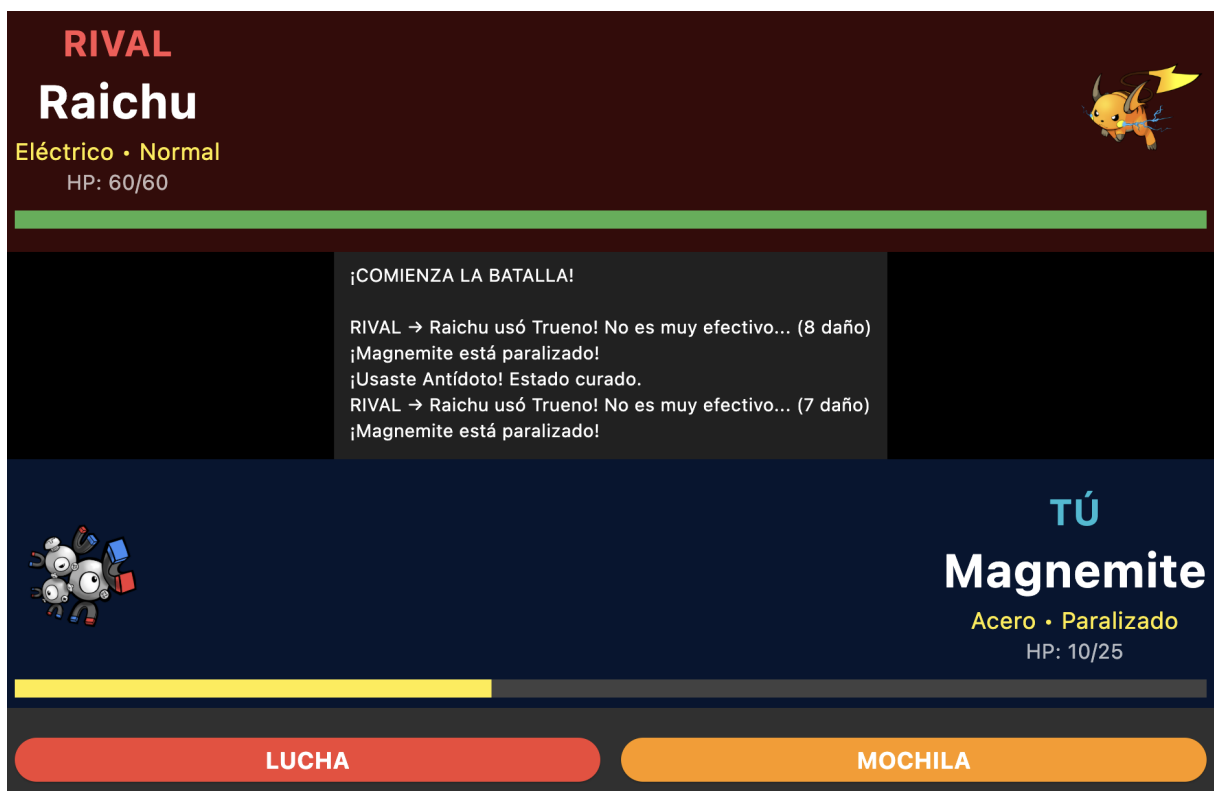 RIVAL
Raichu
Eléctrico • Normal
HP: 60/60
¡COMIENZA LA BATALLA!
RIVAL → Raichu usó Trueno! No es muy efectivo... (8 daño)
¡Magnemite está paralizado!
¡Usaste Antídoto! Estado curado.
RIVAL → Raichu usó Trueno! No es muy efectivo... (7 daño)
¡Magnemite está paralizado!
TÚ
Magnemite
Acero • Paralizado
HP: 10/25
LUCHA
MOCHILA